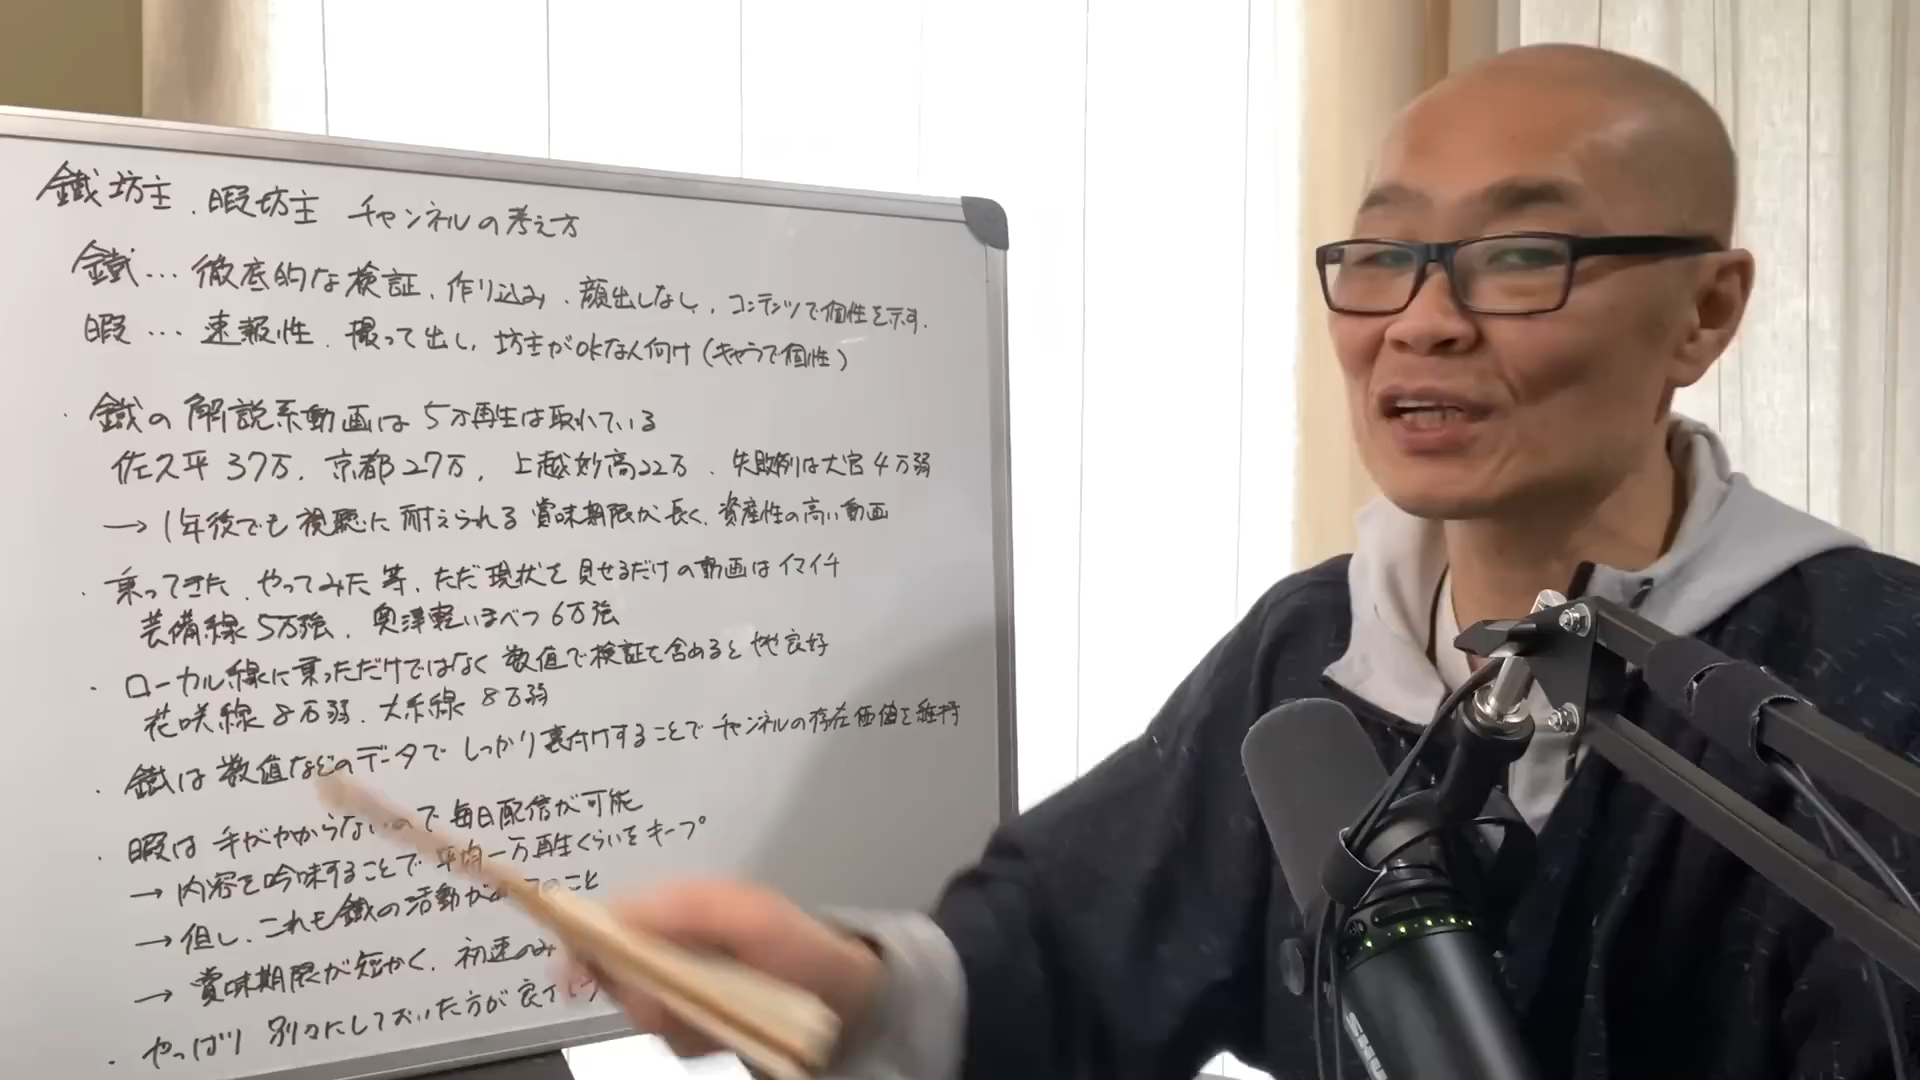 鐵坊主、暇坊主 チャンネルの考え方
鐵… 徹底的な検証、作り込み、顔出しなし、コンテンツで個性を示す.
暇… 速報性、撮って出し、坊主がOKな人向け(キャラで個性)
・鐵の解説系動画は5万再生は取れている
佐久平37万、京都27万、上越妙高22万、失敗例は大宮4万弱
→1年後でも視聴に耐えられる賞味期限が長く、資産性の高い動画
・乗ってきた、やってみた等、ただ現状を見せるだけの動画はイマイチ
装備線5万強、奥津軽いまべつ6万強
・ローカル線に乗っただけではなく数値で検証を含めるとやや良好
花咲線8万弱、大糸線8万弱
・鐵は数値などのデータでしっかり裏付けすることでチャンネルの存在価値を維持
・暇は手がかからないので毎日配信が可能
→内容を吟味することで平均一万再生くらいをキープ
→但し、これも鐵の活動が こと
→賞味期限が短かく、初速のみ
・やっぱり別々にしておいた方が良
SHU